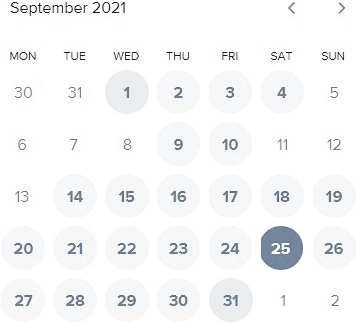 September 2021
MON TUE WED THU FRI SAT SUN
30 31 1 2 3 4 5
6 7 8 9 10 11 12
13 14 15 16 17 18 19
20 21 22 23 24 25 26
27 28 29 30 31 1 2